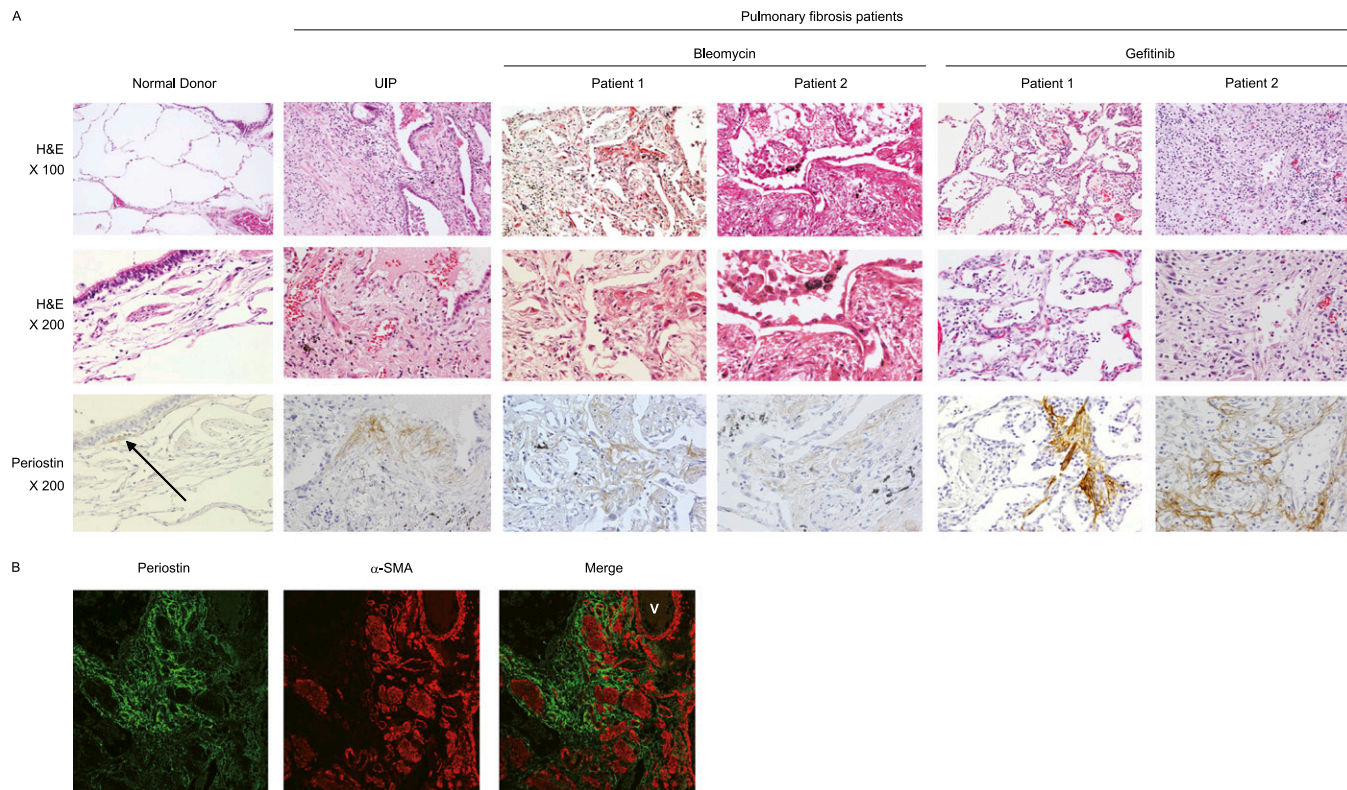 A
Pulmonary fibrosis patients
Bleomycin
Gefitinib
Normal Donor
UIP
Patient 1
Patient 2
Patient 1
Patient 2
H&E
X 100
H&E
X 200
Periostin
X 200
B
Periostin
α-SMA
Merge
V